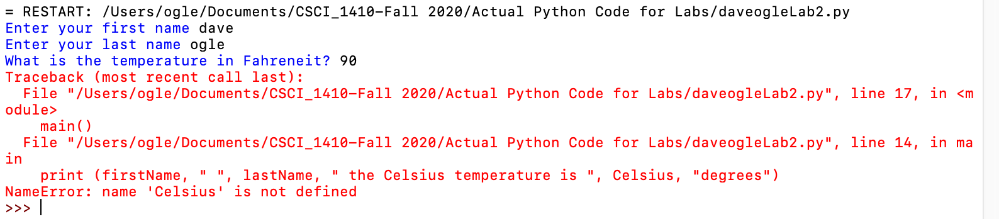 = RESTART: /Users/ogle/Documents/CSCI_1410-Fall 2020/Actual Python Code for Labs/daveogleLab2.py
Enter your first name dave
Enter your last name ogle
What is the temperature in Fahreneit? 90
Traceback (most recent call last):
  File "/Users/ogle/Documents/CSCI_1410-Fall 2020/Actual Python Code for Labs/daveogleLab2.py", line 17, in <m
odule>
    main()
  File "/Users/ogle/Documents/CSCI_1410-Fall 2020/Actual Python Code for Labs/daveogleLab2.py", line 14, in ma
in
    print (firstName, " ", lastName, " the Celsius temperature is ", Celsius, "degrees")
NameError: name 'Celsius' is not defined
>>>